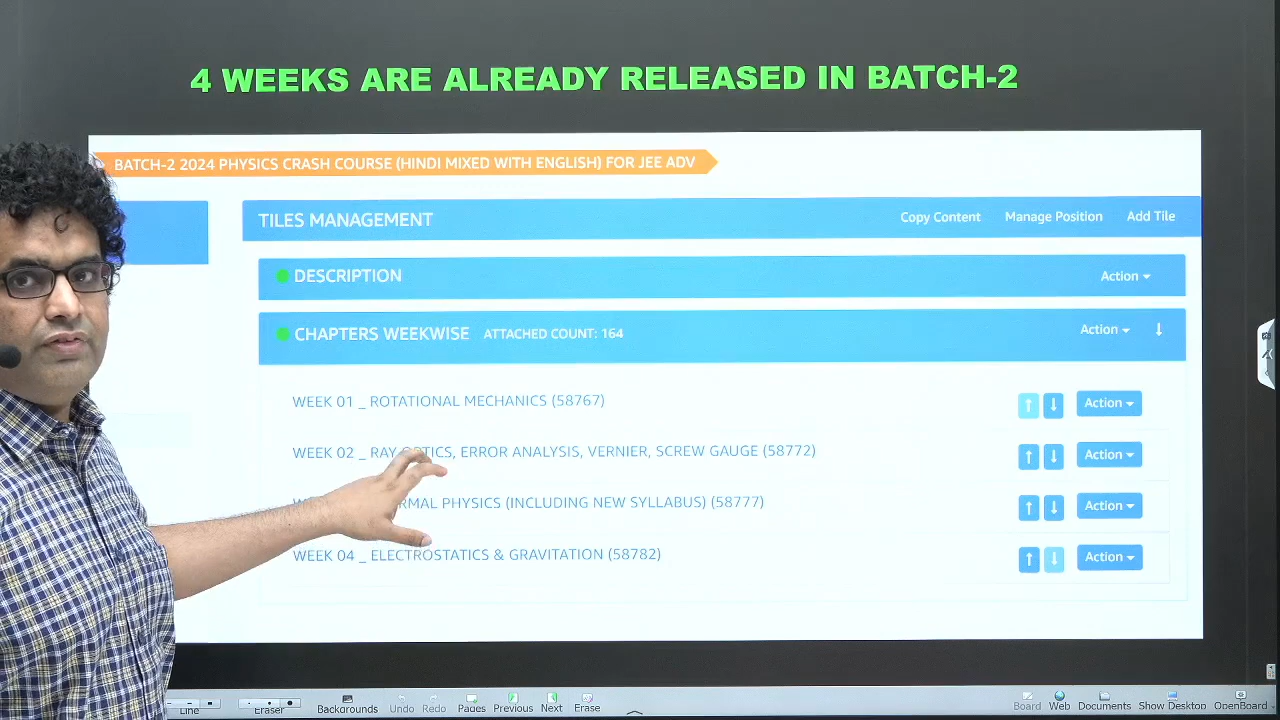 4 WEEKS ARE ALREADY RELEASED IN BATCH-2
BATCH-2 2024 PHYSICS CRASH COURSE (HINDI MIXED WITH ENGLISH) FOR JEE ADV
TILES MANAGEMENT Copy Content Manage Position Add Tile
DESCRIPTION Action
CHAPTERS WEEKWISE ATTACHED COUNT: 164 Action
WEEK 01 _ ROTATIONAL MECHANICS (58767) Action
WEEK 02 _ RAY OPTICS, ERROR ANALYSIS, VERNIER, SCREW GAUGE (58772) Action
PHYSICS (INCLUDING NEW SYLLABUS) (58777) Action
WEEK 04 _ ELECTROSTATICS & GRAVITATION (58782) Action
Line Eraser Backgrounds Undo Redo Pages Previous Next Erase Board Web Documents Show Desktop OpenBoard